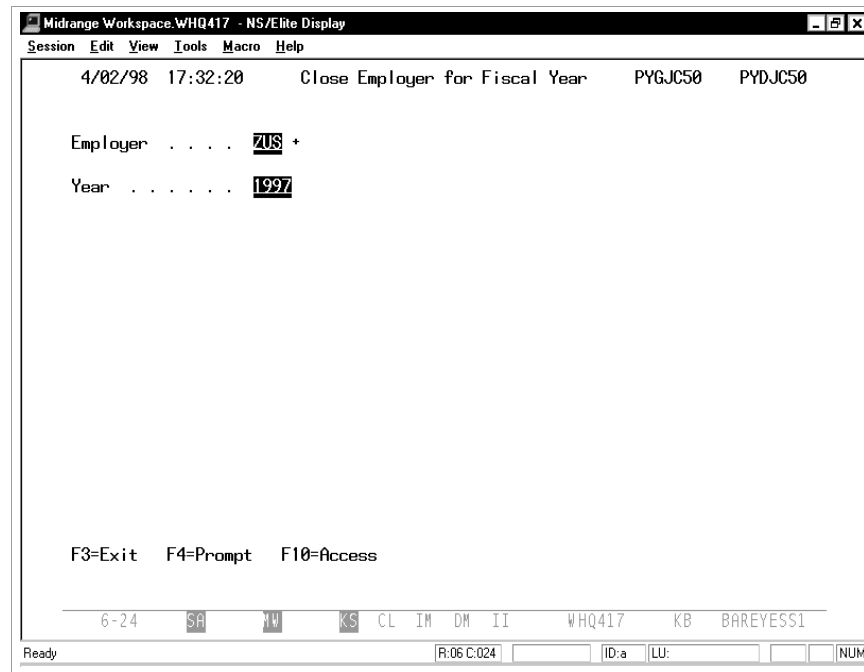 Midrange Workspace.WHQ417 - NS/Elite Display
Session Edit View Tools Macro Help
4/02/98 17:32:20 Close Employer for Fiscal Year PYGJC50 PYDJC50
Employer . . . . ZUS +
Year . . . . . . 1997
F3=Exit F4=Prompt F10=Access
6-24 SA MW KS CL IM DM II WHQ417 KB BAREYESS1
Ready R:06 C:024 ID:a LU: NUM